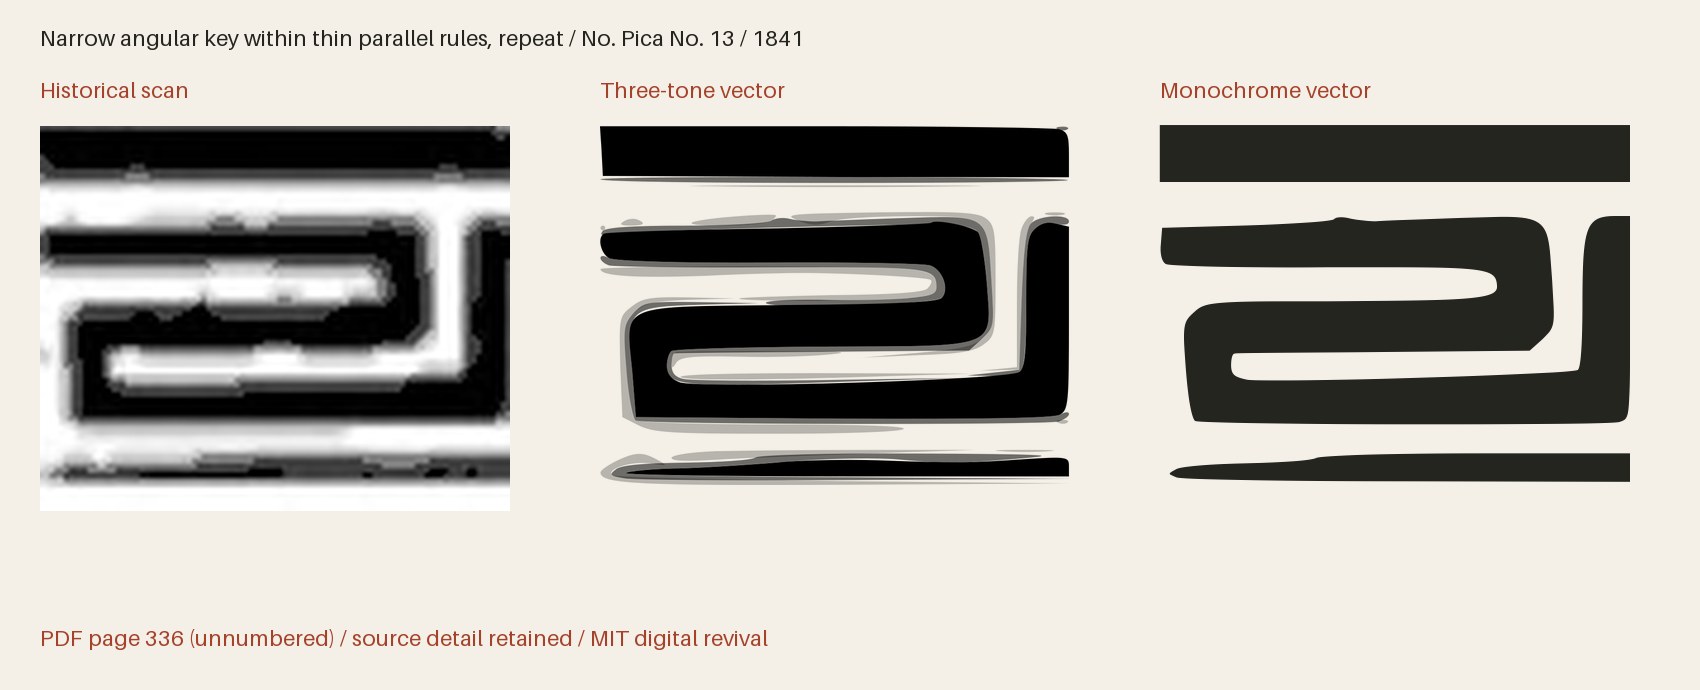 Narrow angular key within thin parallel rules, repeat / No. Pica No. 13 / 1841
Historical scan
Three-tone vector
Monochrome vector
PDF page 336 (unnumbered) / source detail retained / MIT digital revival